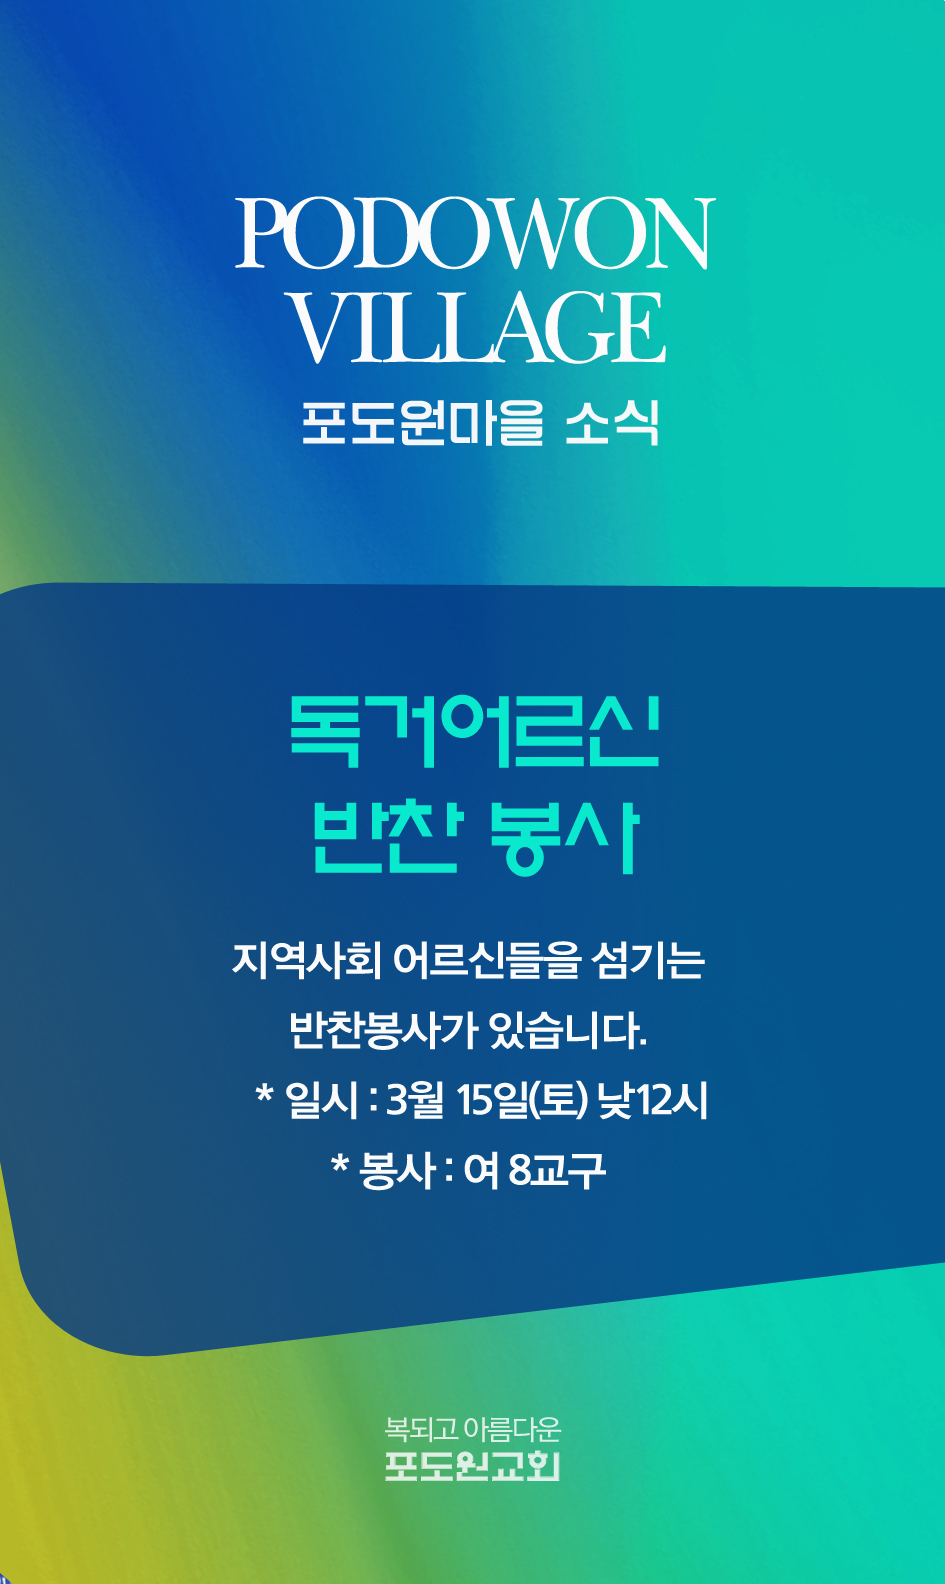 PODOWON
VILLAGE
포도원마을 소식
독거어르신
반찬 봉사
지역사회 어르신들을 섬기는
반찬봉사가 있습니다.
* 일시 : 3월 15일(토) 낮12시
* 봉사 : 여 8교구
복되고 아름다운
포도원교회